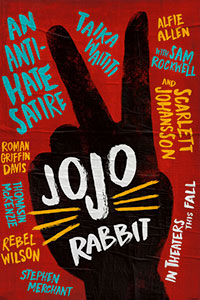 AN
ANTI-
HATE
SATIRE
TAIKA
WAITITI
ALFIE
ALLEN
WITH SAM
ROCKWELL
AND
SCARLETT
JOHANSSON
ROMAN
GRIFFIN
DAVIS
THOMASIN
McKENZIE
REBEL
WILSON
STEPHEN
MERCHANT
JOJO
RABBIT
IN THEATERS
THIS FALL